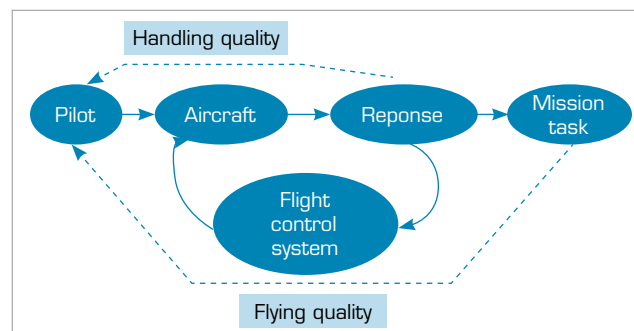 Handling quality
Pilot
Aircraft
Reponse
Mission
task
Flight
control
system
Flying quality